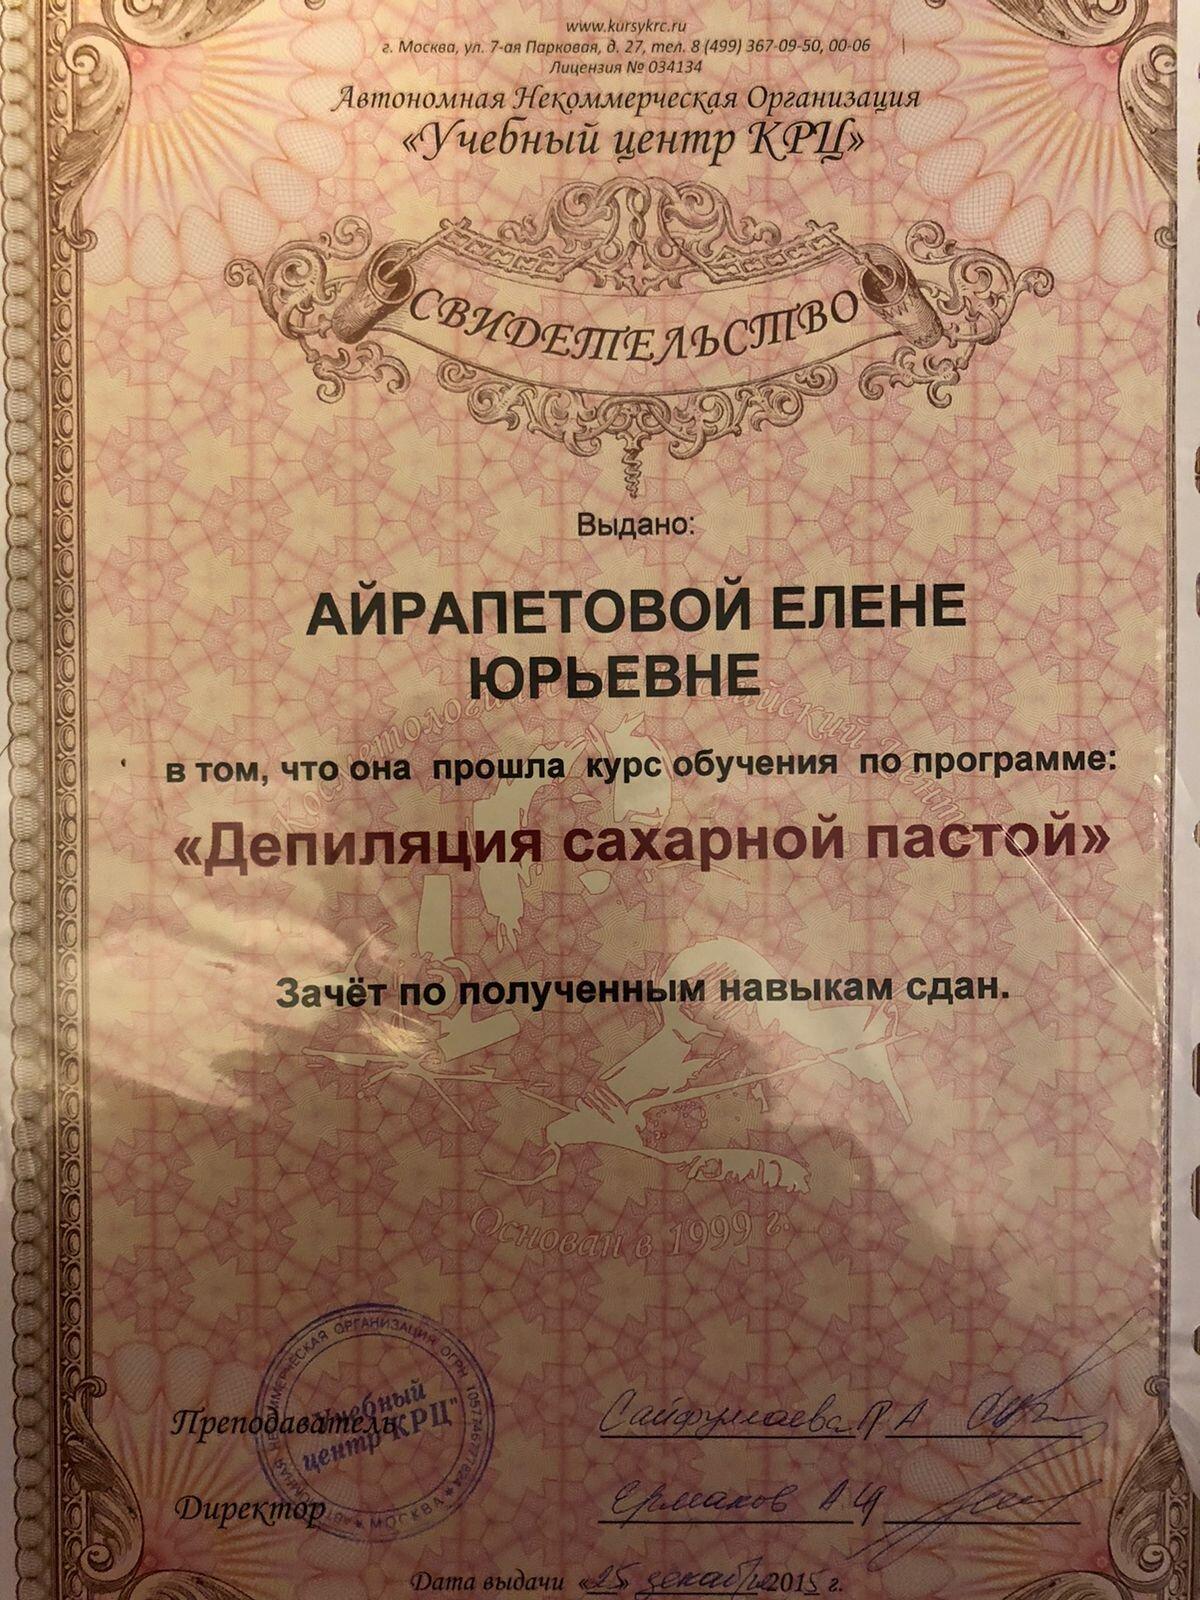 www.kursykrc.ru
г. Москва, ул. 7-ая Парковая, д. 27, тел. 8 (499) 367-09-50, 00-06
Лицензия № 034134
Автономная Некоммерческая Организация
«Учебный центр КРЦ»
СВИДЕТЕЛЬСТВО
Выдано:
АЙРАПЕТОВОЙ ЕЛЕНЕ
ЮРЬЕВНЕ
в том, что она прошла курс обучения по программе:
«Депиляция сахарной пастой»
Зачёт по полученным навыкам сдан.
Основан в 1999 г.
"Учебный
центр КРЦ"
МОСКВА
Преподаватель Сайфуллаева
Директор Ермаков
Дата выдачи «25» декабря 2015 г.